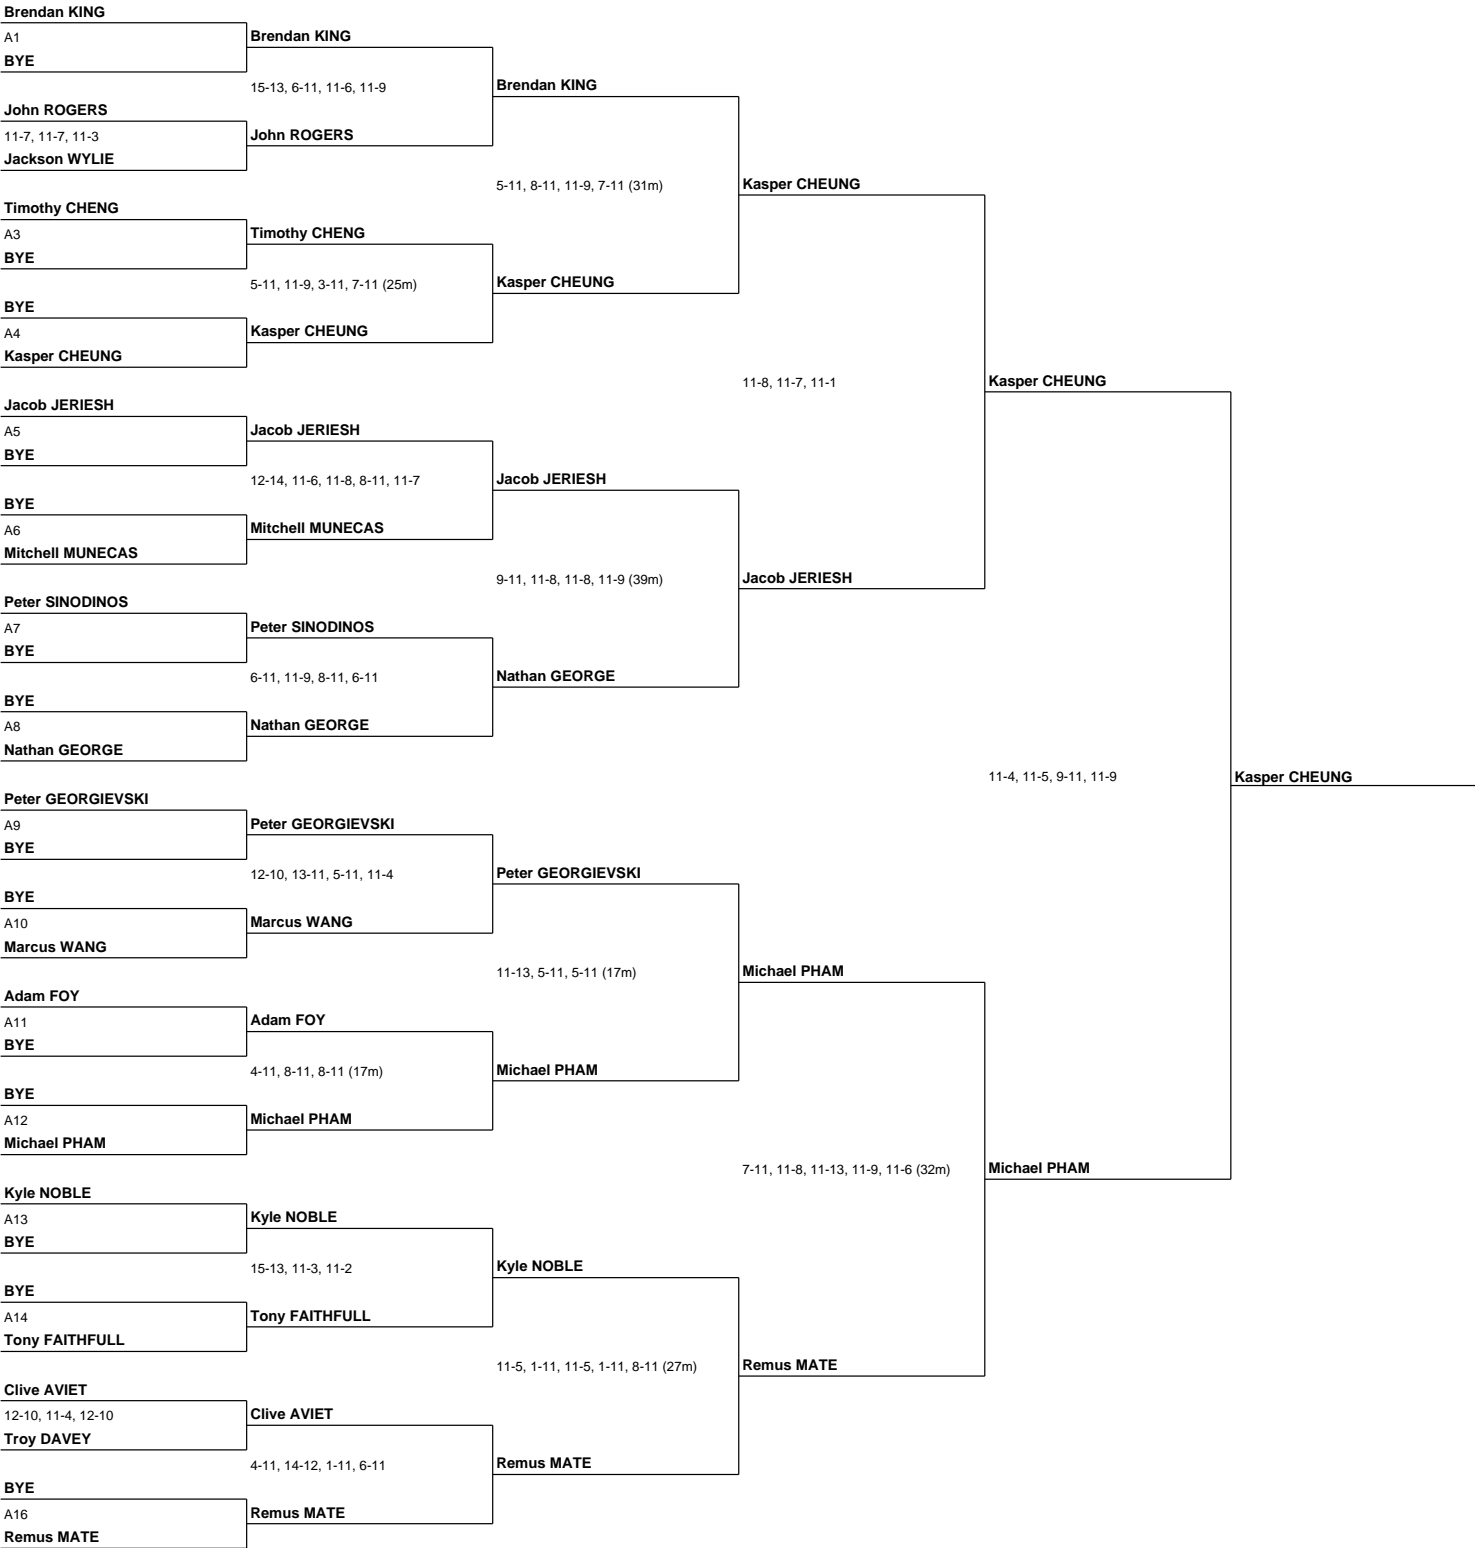 Brendan KING
A1
BYE
Brendan KING
15-13, 6-11, 11-6, 11-9
Brendan KING
John ROGERS
11-7, 11-7, 11-3
Jackson WYLIE
John ROGERS
5-11, 8-11, 11-9, 7-11 (31m)
Kasper CHEUNG
Timothy CHENG
A3
BYE
Timothy CHENG
5-11, 11-9, 3-11, 7-11 (25m)
Kasper CHEUNG
BYE
A4
Kasper CHEUNG
Kasper CHEUNG
11-8, 11-7, 11-1
Kasper CHEUNG
Jacob JERIESH
A5
BYE
Jacob JERIESH
12-14, 11-6, 11-8, 8-11, 11-7
Jacob JERIESH
BYE
A6
Mitchell MUNECAS
Mitchell MUNECAS
9-11, 11-8, 11-8, 11-9 (39m)
Jacob JERIESH
Peter SINODINOS
A7
BYE
Peter SINODINOS
6-11, 11-9, 8-11, 6-11
Nathan GEORGE
BYE
A8
Nathan GEORGE
Nathan GEORGE
11-4, 11-5, 9-11, 11-9
Kasper CHEUNG
Peter GEORGIEVSKI
A9
BYE
Peter GEORGIEVSKI
12-10, 13-11, 5-11, 11-4
Peter GEORGIEVSKI
BYE
A10
Marcus WANG
Marcus WANG
11-13, 5-11, 5-11 (17m)
Michael PHAM
Adam FOY
A11
BYE
Adam FOY
4-11, 8-11, 8-11 (17m)
Michael PHAM
BYE
A12
Michael PHAM
Michael PHAM
7-11, 11-8, 11-13, 11-9, 11-6 (32m)
Michael PHAM
Kyle NOBLE
A13
BYE
Kyle NOBLE
15-13, 11-3, 11-2
Kyle NOBLE
BYE
A14
Tony FAITHFULL
Tony FAITHFULL
11-5, 1-11, 11-5, 1-11, 8-11 (27m)
Remus MATE
Clive AVIET
12-10, 11-4, 12-10
Troy DAVEY
Clive AVIET
4-11, 14-12, 1-11, 6-11
Remus MATE
BYE
A16
Remus MATE
Remus MATE